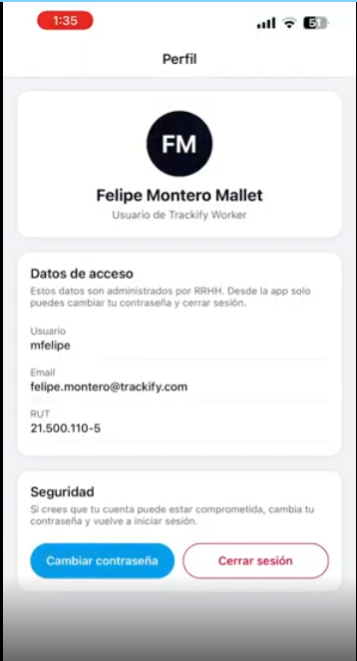 1:35
51
Perfil
FM
Felipe Montero Mallet
Usuario de Trackify Worker
Datos de acceso
Estos datos son administrados por RRHH. Desde la app solo
puedes cambiar tu contraseña y cerrar sesión.
Usuario
mfelipe
Email
felipe.montero@trackify.com
RUT
21.500.110-5
Seguridad
Si crees que tu cuenta puede estar comprometida, cambia tu
contraseña y vuelve a iniciar sesión.
Cambiar contraseña
Cerrar sesión